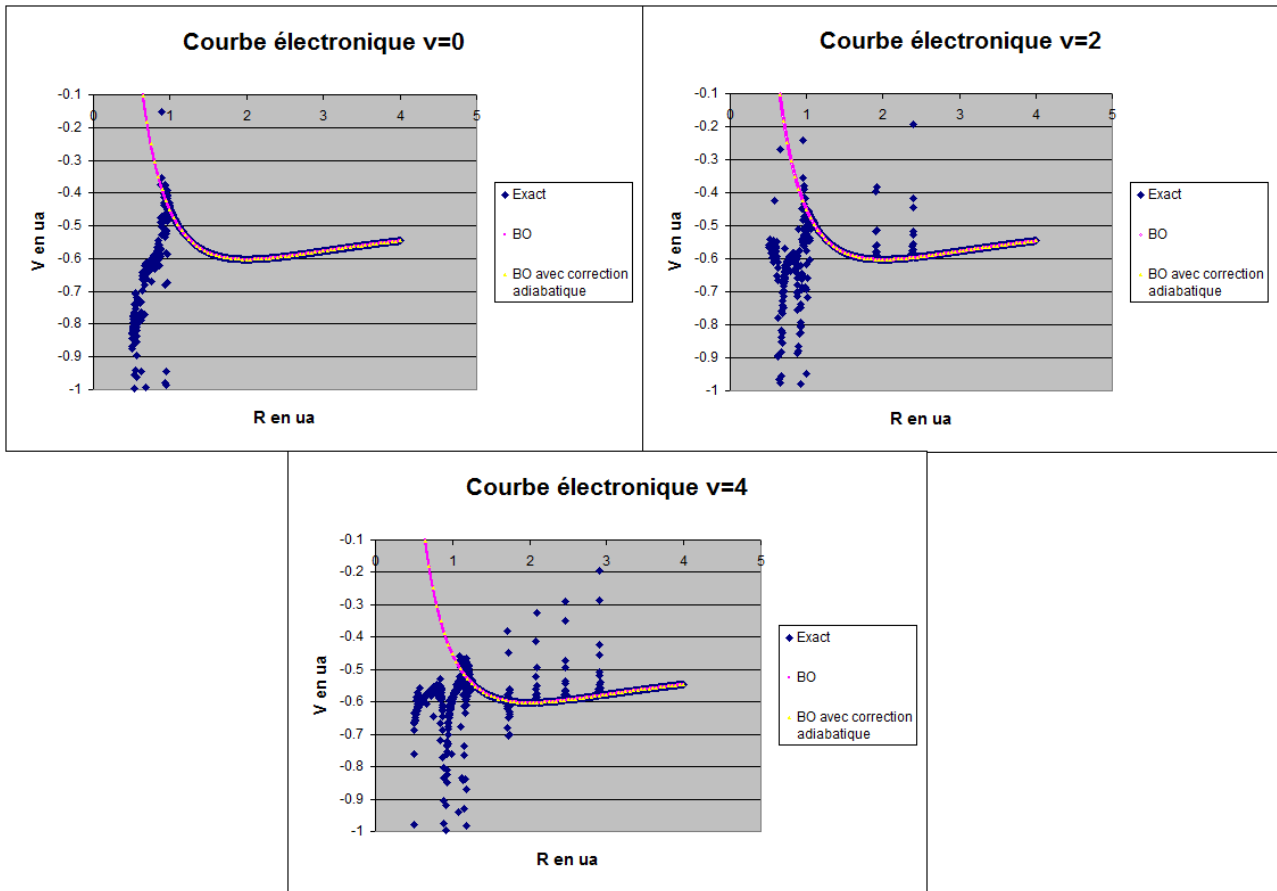 Courbe électronique v=0
-0.1
0 1 2 3 4 5
-0.2
-0.3
-0.4
-0.5
-0.6
-0.7
-0.8
-0.9
-1
V en ua
R en ua
Exact
BO
BO avec correction
adiabatique
Courbe électronique v=2
-0.1
0 1 2 3 4 5
-0.2
-0.3
-0.4
-0.5
-0.6
-0.7
-0.8
-0.9
-1
V en ua
R en ua
Exact
BO
BO avec correction
adiabatique
Courbe électronique v=4
-0.1
0 1 2 3 4 5
-0.2
-0.3
-0.4
-0.5
-0.6
-0.7
-0.8
-0.9
-1
V en ua
R en ua
Exact
BO
BO avec correction
adiabatique